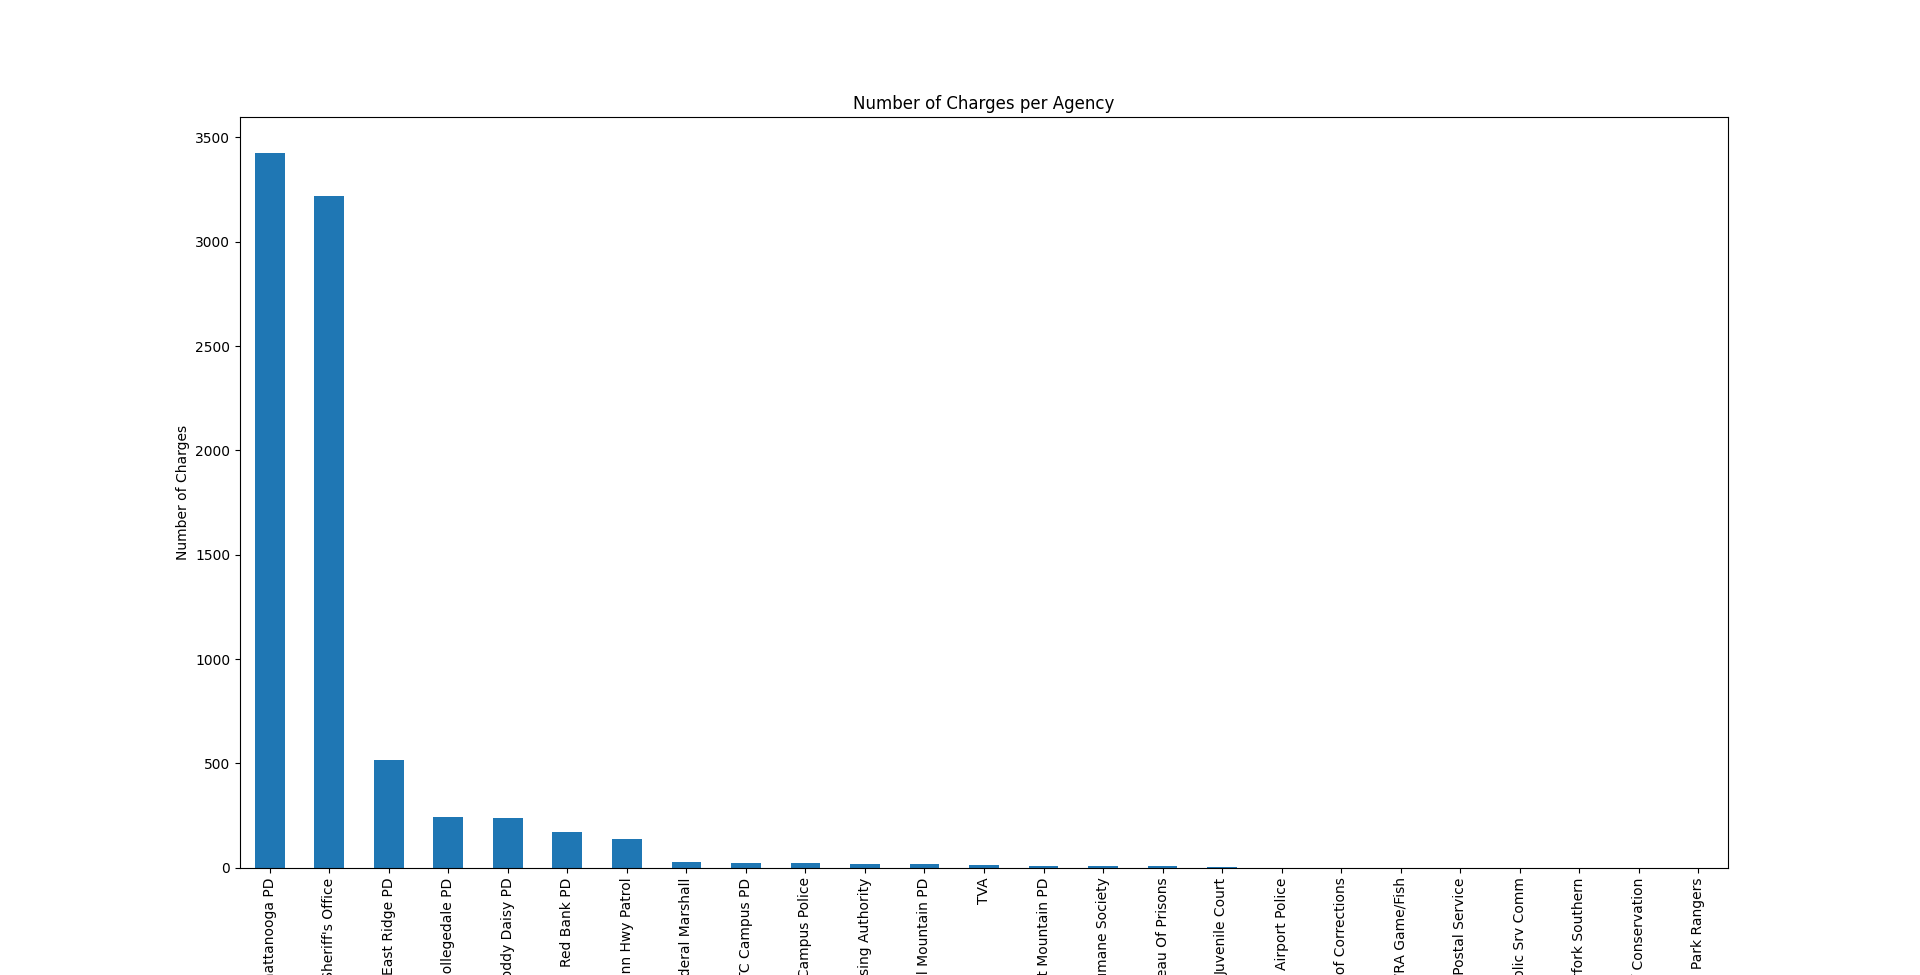 Number of Charges per Agency
Number of Charges
3500
3000
2500
2000
1500
1000
500
0
hattanooga PD
Sheriff's Office
East Ridge PD
ollegedale PD
oddy Daisy PD
Red Bank PD
nn Hwy Patrol
deral Marshall
TC Campus PD
Campus Police
sing Authority
l Mountain PD
TVA
t Mountain PD
mane Society
eau Of Prisons
Juvenile Court
Airport Police
of Corrections
RA Game/Fish
Postal Service
blic Srv Comm
rfork Southern
Conservation
Park Rangers